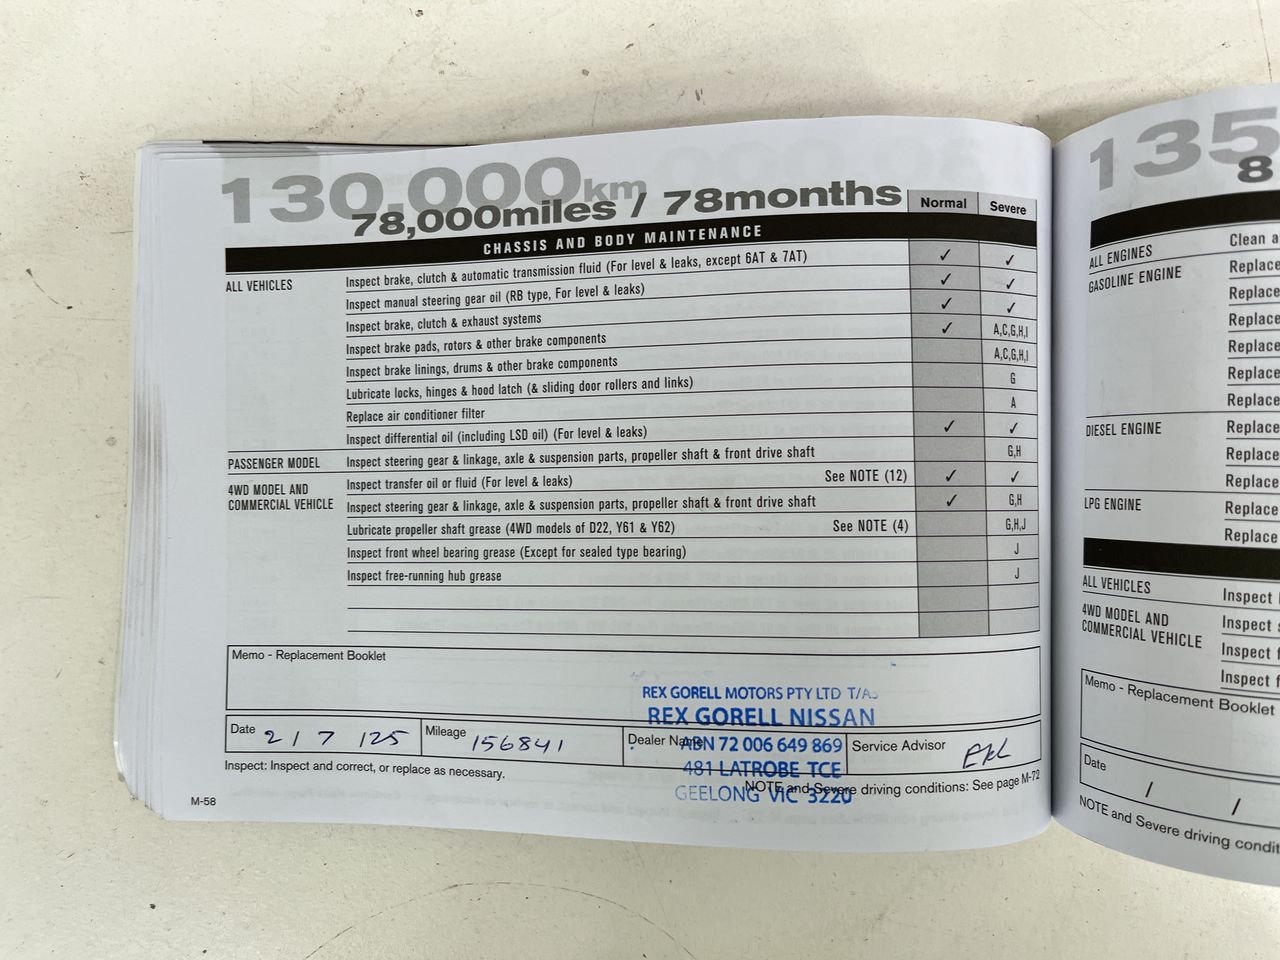 130,000km
78,000miles / 78months
Normal Severe
CHASSIS AND BODY MAINTENANCE
ALL VEHICLES Inspect brake, clutch & automatic transmission fluid (For level & leaks, except 6AT & 7AT) ✓ ✓
Inspect manual steering gear oil (RB type, For level & leaks) ✓ ✓
Inspect brake, clutch & exhaust systems ✓ ✓
Inspect brake pads, rotors & other brake components ✓ A,C,G,H,I
Inspect brake linings, drums & other brake components A,C,G,H,I
Lubricate locks, hinges & hood latch (& sliding door rollers and links) G
Replace air conditioner filter A
Inspect differential oil (including LSD oil) (For level & leaks) ✓ ✓
PASSENGER MODEL Inspect steering gear & linkage, axle & suspension parts, propeller shaft & front drive shaft G,H
4WD MODEL AND COMMERCIAL VEHICLE Inspect transfer oil or fluid (For level & leaks) See NOTE (12) ✓ ✓
Inspect steering gear & linkage, axle & suspension parts, propeller shaft & front drive shaft ✓ G,H
Lubricate propeller shaft grease (4WD models of D22, Y61 & Y62) See NOTE (4) G,H,J
Inspect front wheel bearing grease (Except for sealed type bearing) J
Inspect free-running hub grease J
Memo - Replacement Booklet
REX GORELL MOTORS PTY LTD T/AS
REX GORELL NISSAN
ABN 72 006 649 869
481 LATROBE TCE
GEELONG VIC 3220
Date 2 / 7 / 25 Mileage 156841 Dealer Name Service Advisor
Inspect: Inspect and correct, or replace as necessary.
NOTE and Severe driving conditions: See page M-72
M-58
135
8
ALL ENGINES Clean a
GASOLINE ENGINE Replace
Replace
Replace
Replace
Replace
Replace
DIESEL ENGINE Replace
Replace
Replace
LPG ENGINE Replace
Replace
ALL VEHICLES Inspect
4WD MODEL AND COMMERCIAL VEHICLE Inspect s
Inspect f
Inspect f
Memo - Replacement Booklet
Date / /
NOTE and Severe driving condit